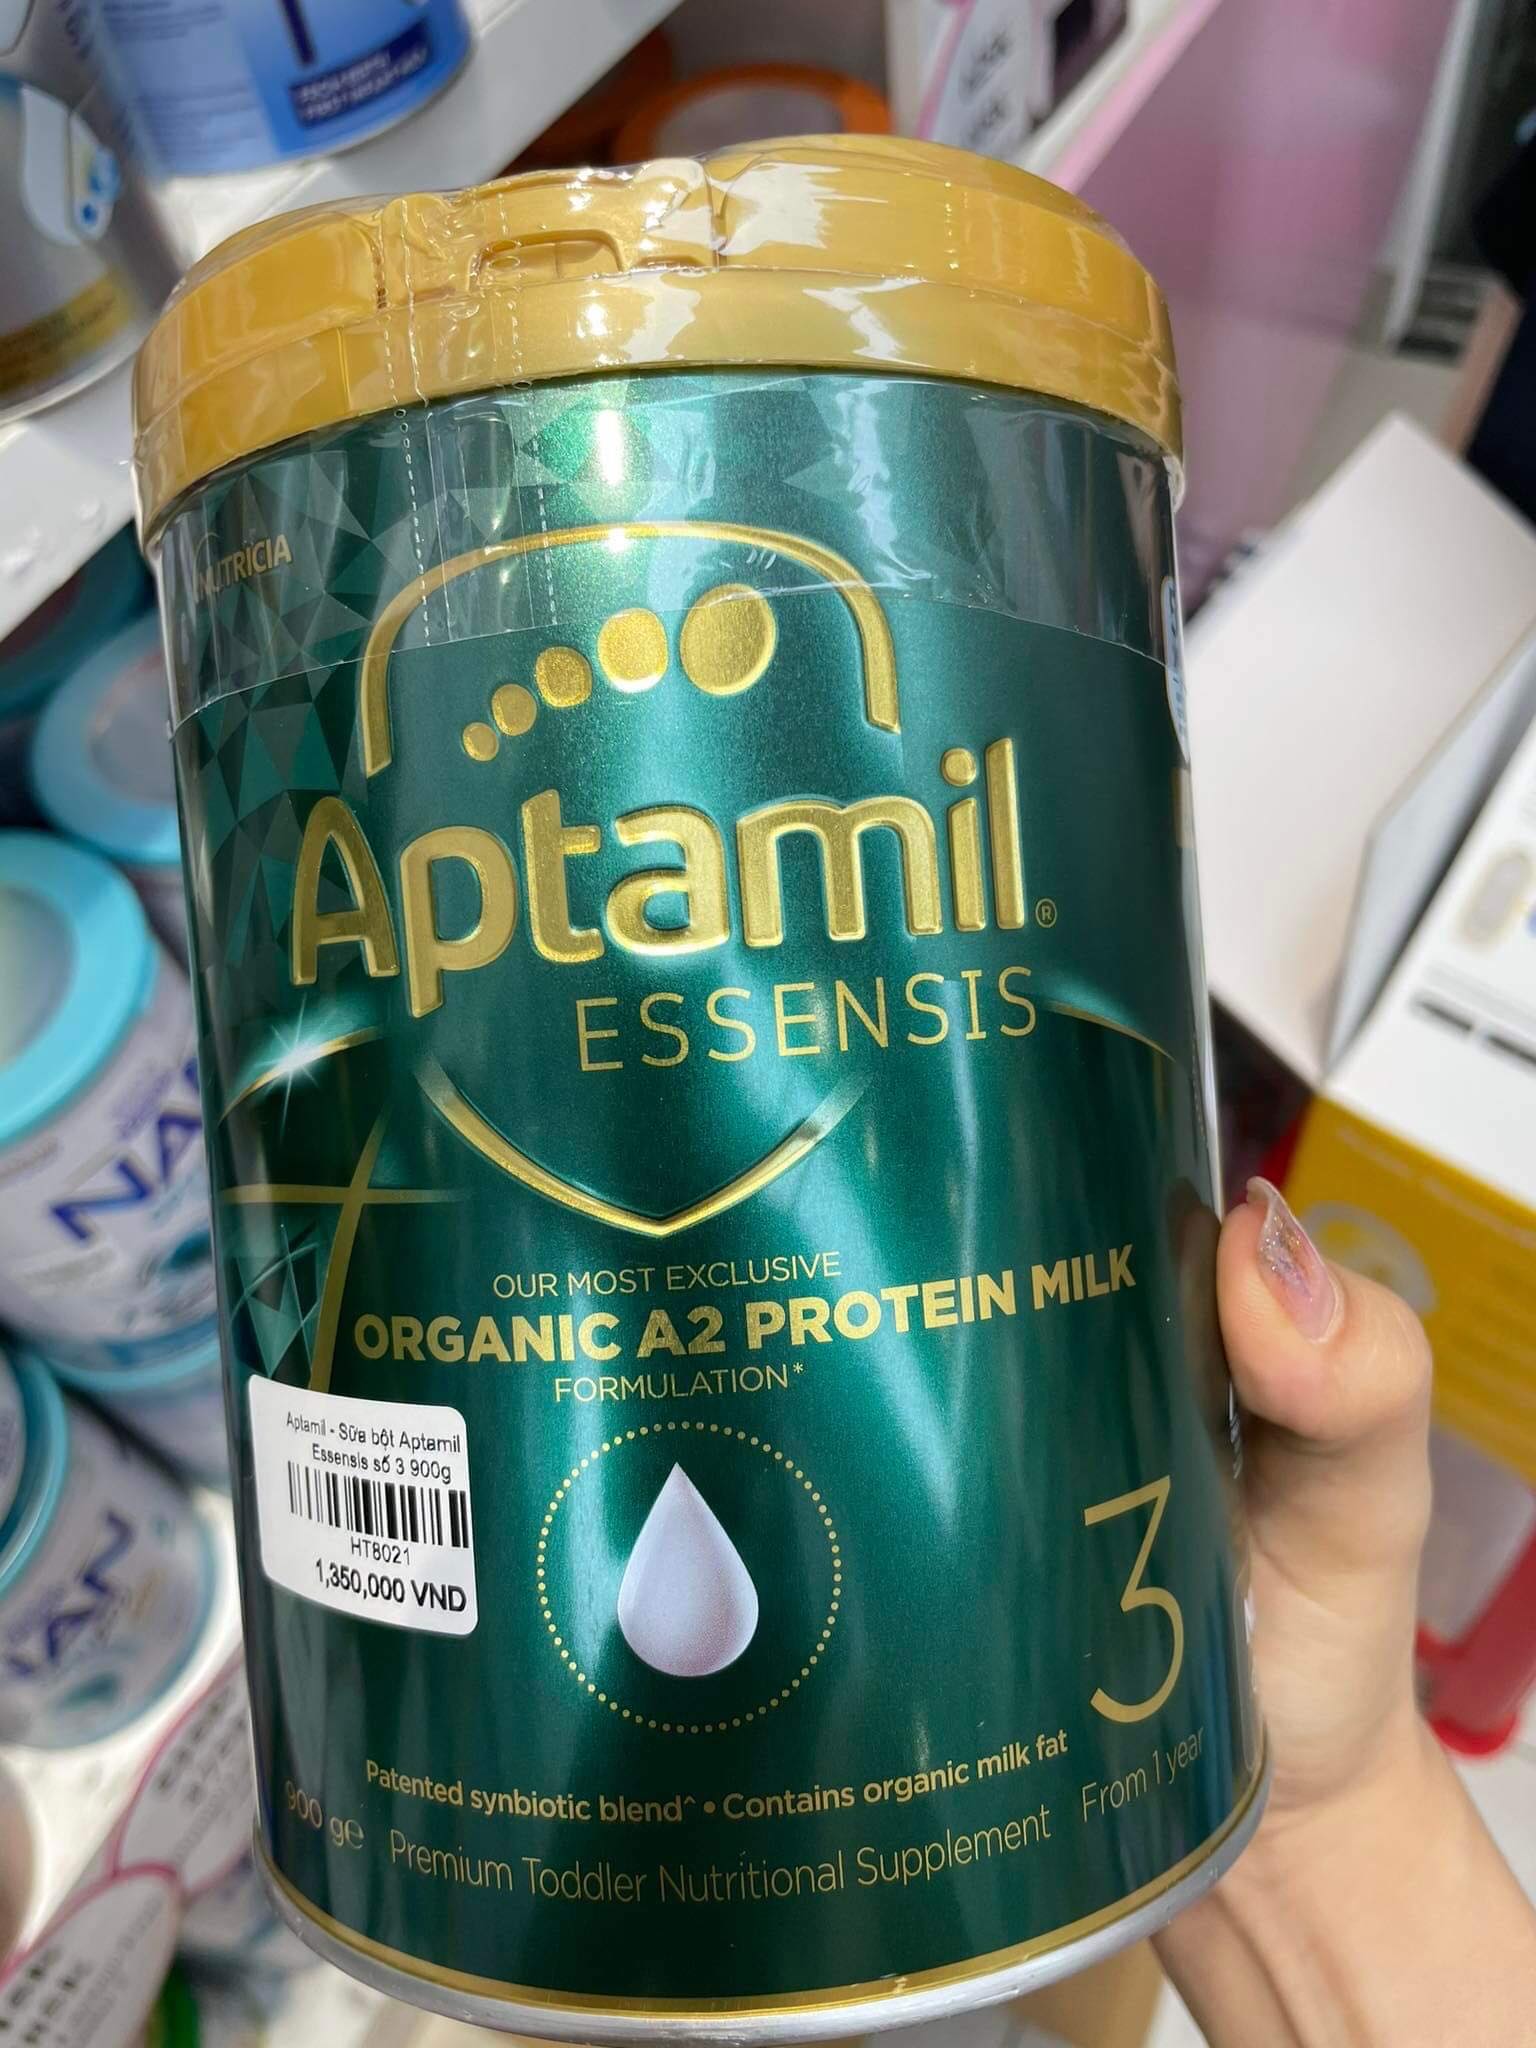 NUTRICIA
Aptamil®
ESSENSIS
OUR MOST EXCLUSIVE
ORGANIC A2 PROTEIN MILK
FORMULATION*
Aptamil - Sữa bột Aptamil
Essensis số 3 900g
HT8021
1,350,000 VND
3
Patented synbiotic blend^ • Contains organic milk fat
900 g℮ Premium Toddler Nutritional Supplement From 1 year
NAN
NAN